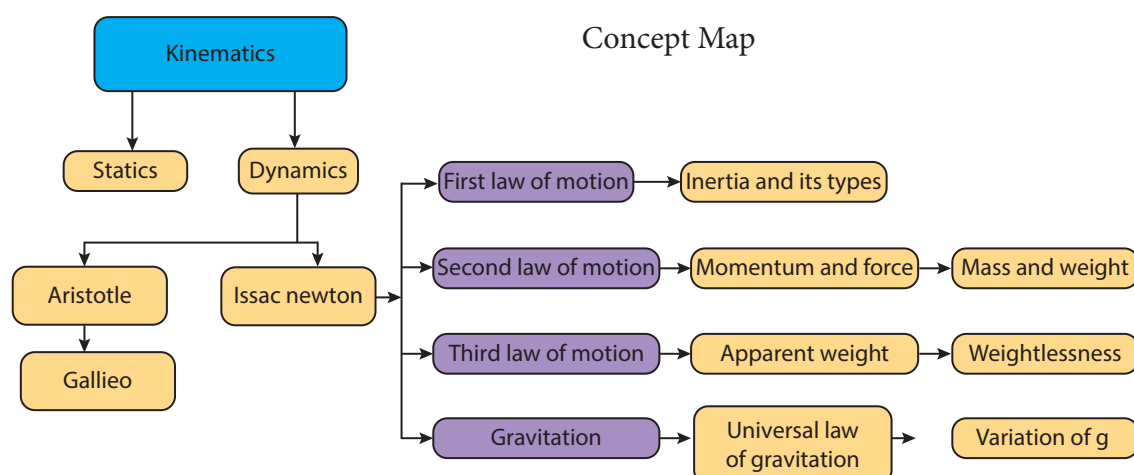 Concept Map
Kinematics
Statics
Dynamics
First law of motion
Inertia and its types
Second law of motion
Momentum and force
Mass and weight
Aristotle
Issac newton
Third law of motion
Apparent weight
Weightlessness
Gallieo
Gravitation
Universal law
of gravitation
Variation of g